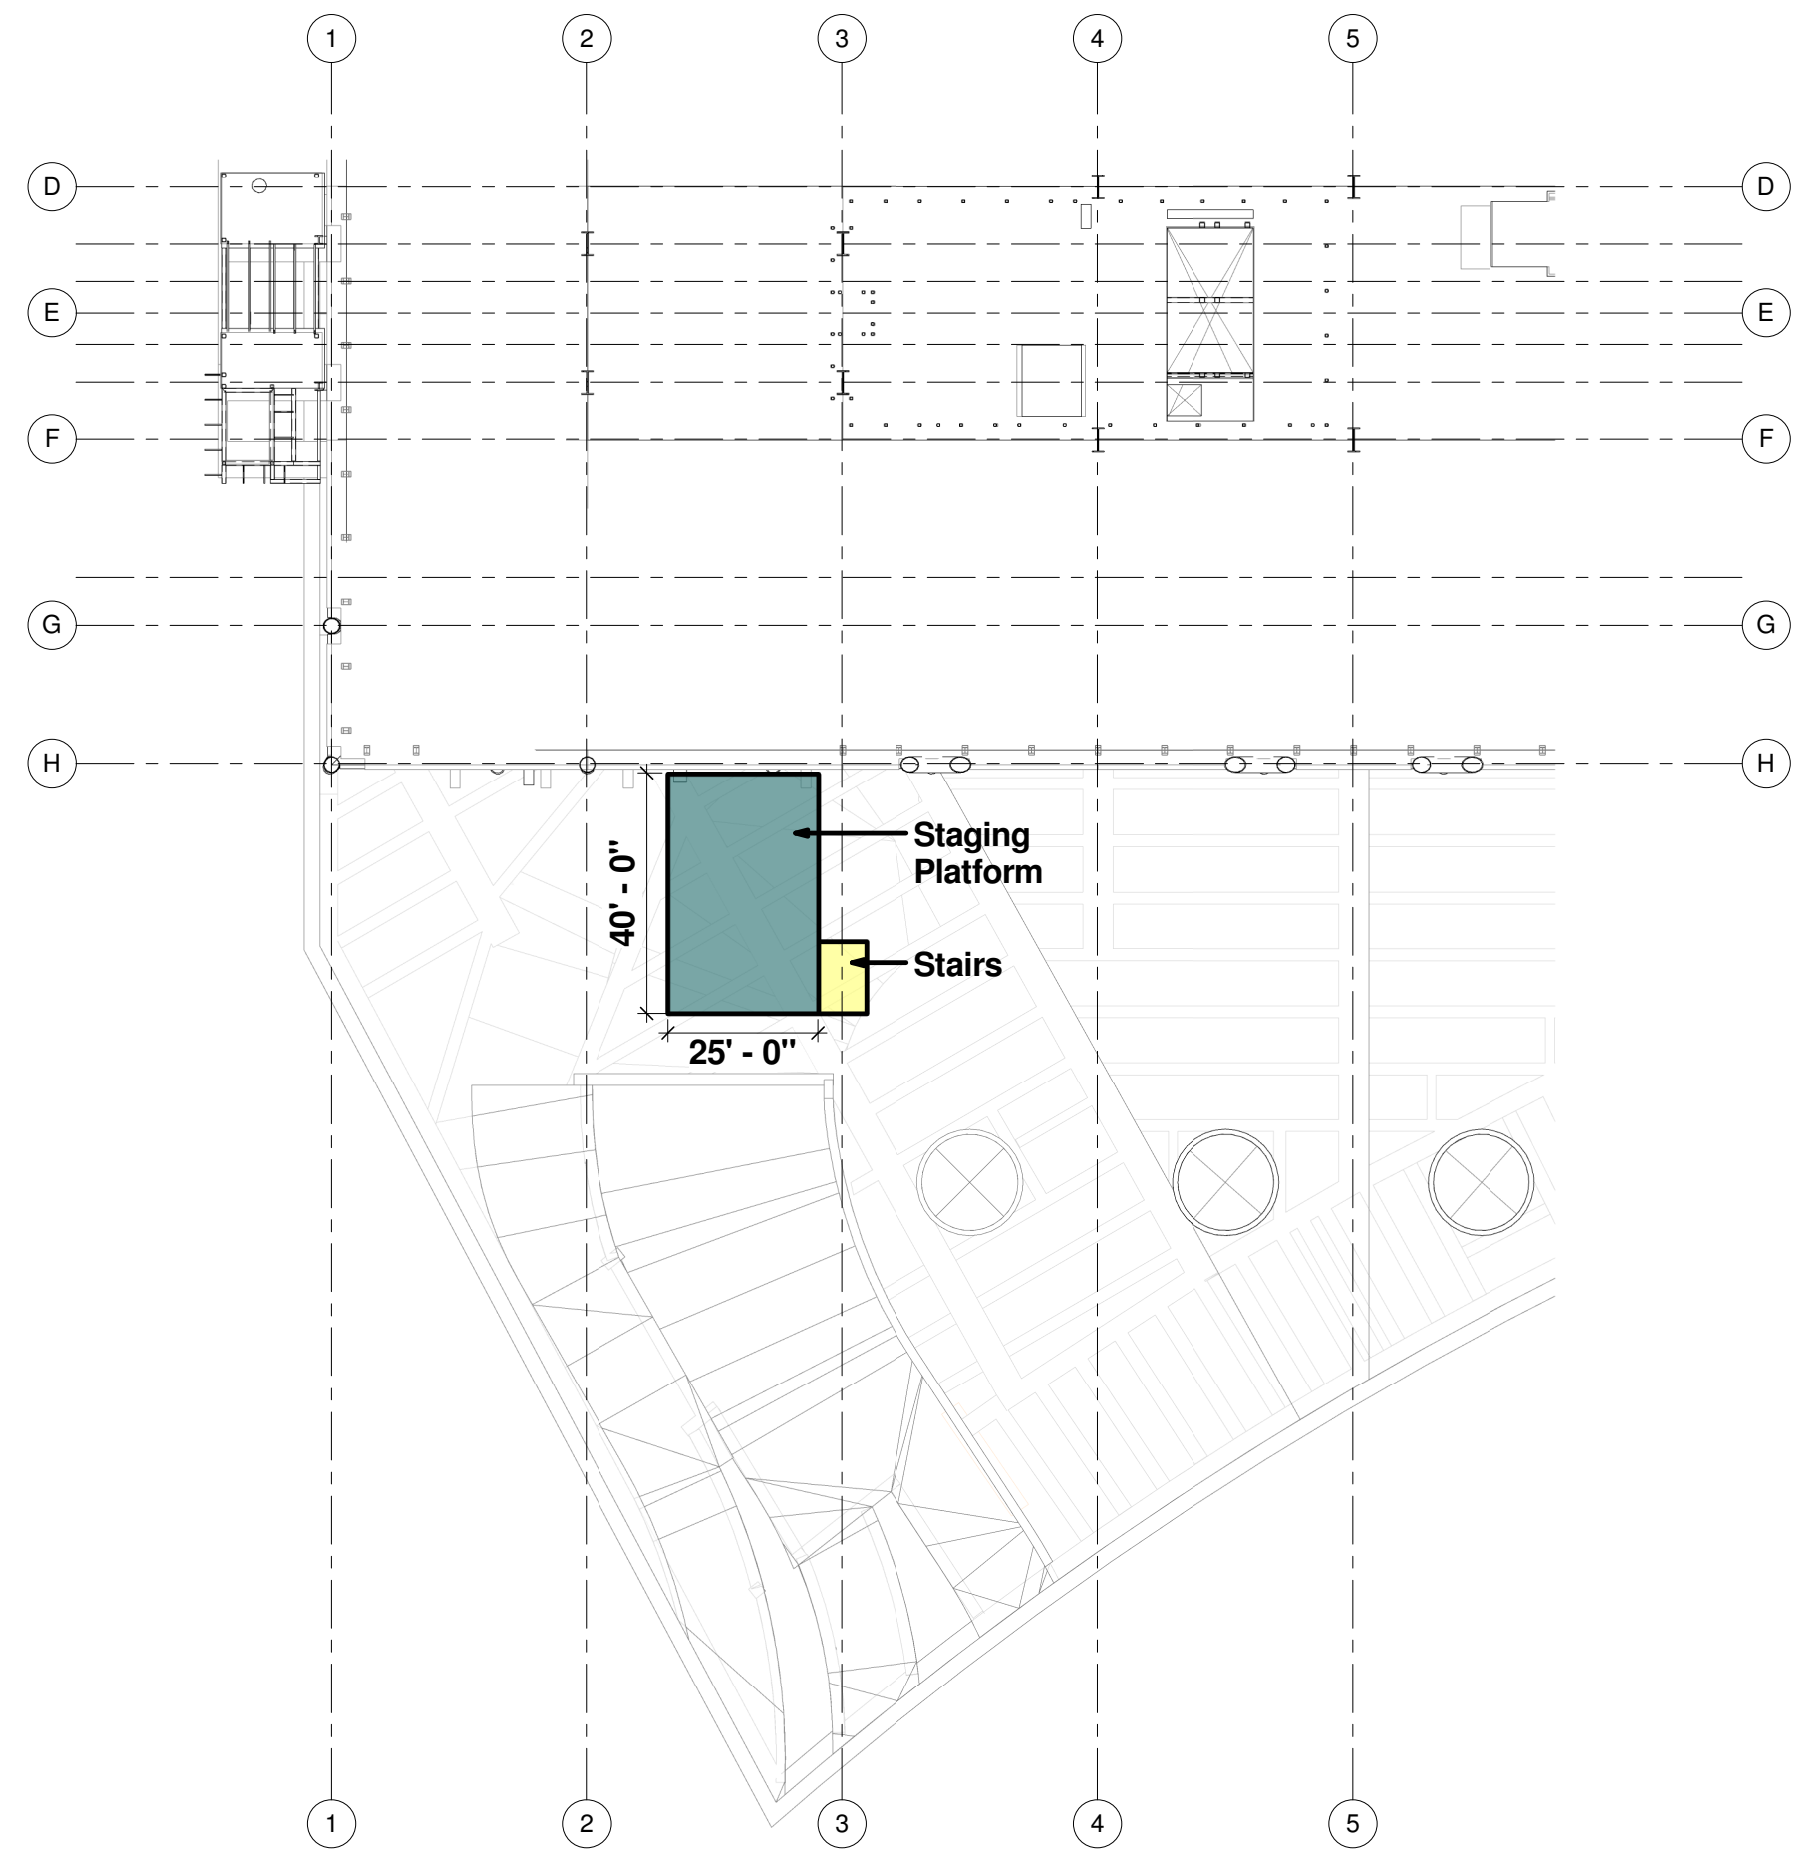 1 2 3 4 5
D D
E E
F F
G G
H H
Staging
Platform
40' - 0"
Stairs
25' - 0"
1 2 3 4 5